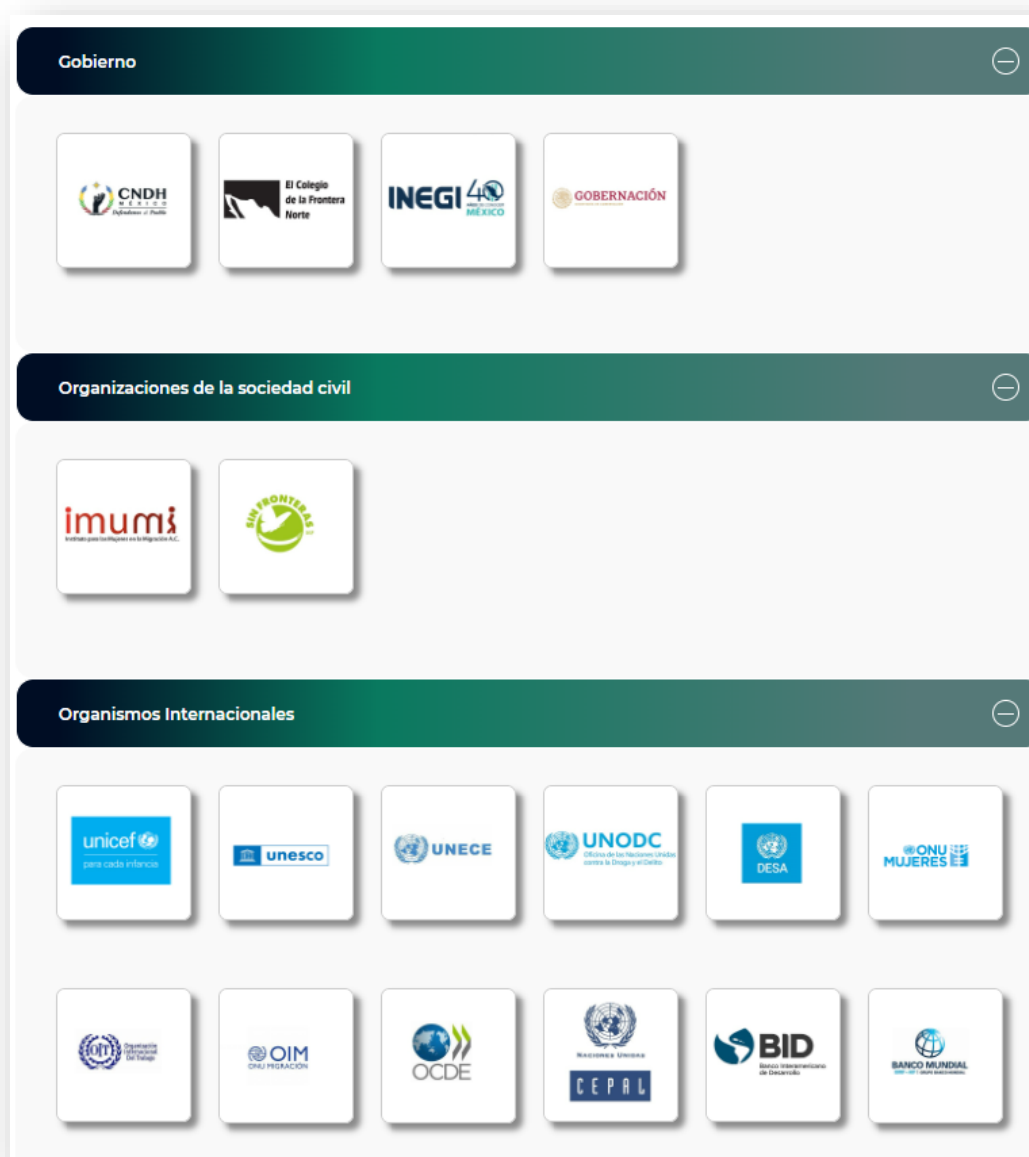 Gobierno
CNDH
MÉXICO
Defendemos al Pueblo
El Colegio
de la Frontera
Norte
INEGI 40
MÉXICO
GOBERNACIÓN
Organizaciones de la sociedad civil
imumi
Instituto para las Mujeres en la Migración A.C.
SIN FRONTERAS
Organismos Internacionales
unicef
para cada infancia
unesco
UNECE
UNODC
Oficina de las Naciones Unidas
contra la Droga y el Delito
DESA
ONU
MUJERES
OIT
Organización
Internacional
Del Trabajo
OIM
ONU MIGRACIÓN
OCDE
NACIONES UNIDAS
CEPAL
BID
Banco Interamericano
de Desarrollo
BANCO MUNDIAL